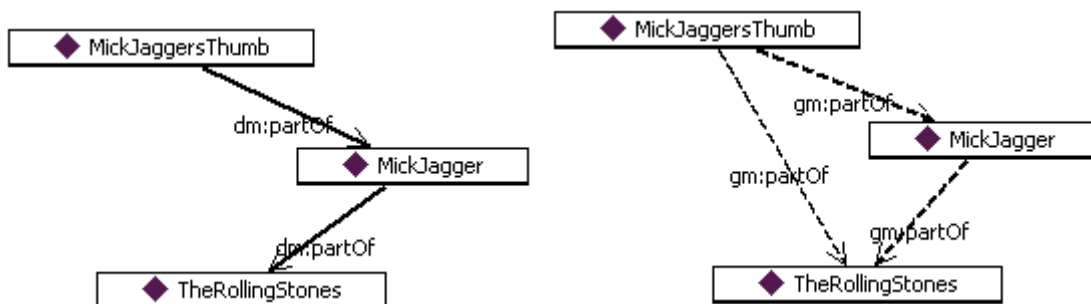 MickJaggersThumb
dm:partOf
MickJagger
dm:partOf
TheRollingStones
MickJaggersThumb
gm:partOf
MickJagger
gm:partOf
gm:partOf
TheRollingStones